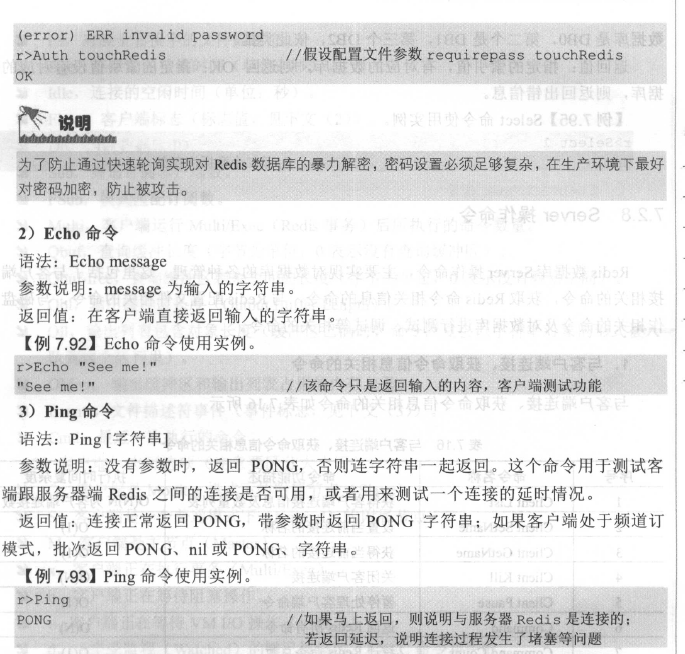 (error) ERR invalid password
r>Auth touchRedis //假设配置文件参数 requirepass touchRedis
OK
说明
为了防止通过快速轮询实现对 Redis 数据库的暴力解密，密码设置必须足够复杂，在生产环境下最好
对密码加密，防止被攻击。
2）Echo 命令
语法：Echo message
参数说明：message 为输入的字符串。
返回值：在客户端直接返回输入的字符串。
【例 7.92】Echo 命令使用实例。
r>Echo "See me!"
"See me!" //该命令只是返回输入的内容，客户端测试功能
3）Ping 命令
语法：Ping [字符串]
参数说明：没有参数时，返回 PONG，否则连字符串一起返回。这个命令用于测试客
端跟服务器端 Redis 之间的连接是否可用，或者用来测试一个连接的延时情况。
返回值：连接正常返回 PONG，带参数时返回 PONG 字符串；如果客户端处于频道订
模式，批次返回 PONG、nil 或 PONG、字符串。
【例 7.93】Ping 命令使用实例。
r>Ping
PONG //如果马上返回，则说明与服务器 Redis 是连接的；
若返回延迟，说明连接过程发生了堵塞等问题